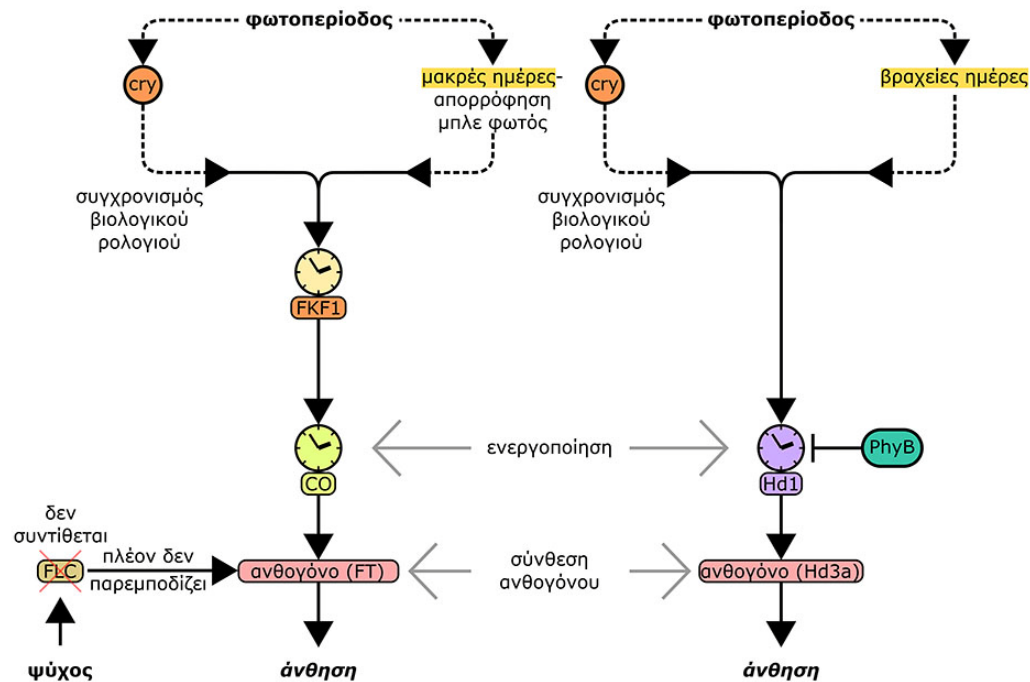 φωτοπερίοδος
cry
μακρές ημέρες-
απορρόφηση
μπλε φωτός
συγχρονισμός
βιολογικού
ρολογιού
FKF1
CO
δεν
συντίθεται
FLC
πλέον δεν
παρεμποδίζει
ανθογόνο (FT)
ψύχος
άνθηση
ενεργοποίηση
σύνθεση
ανθογόνου
φωτοπερίοδος
cry
βραχείες ημέρες
συγχρονισμός
βιολογικού
ρολογιού
Hd1
PhyB
ανθογόνο (Hd3a)
άνθηση